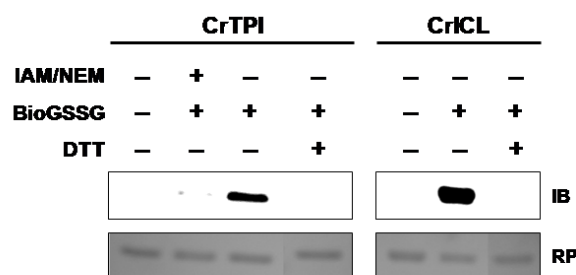 CrTPI CrICL
IAM/NEM – + – – – – –
BioGSSG – + + + – + +
DTT – – – + – – +
IB
RP